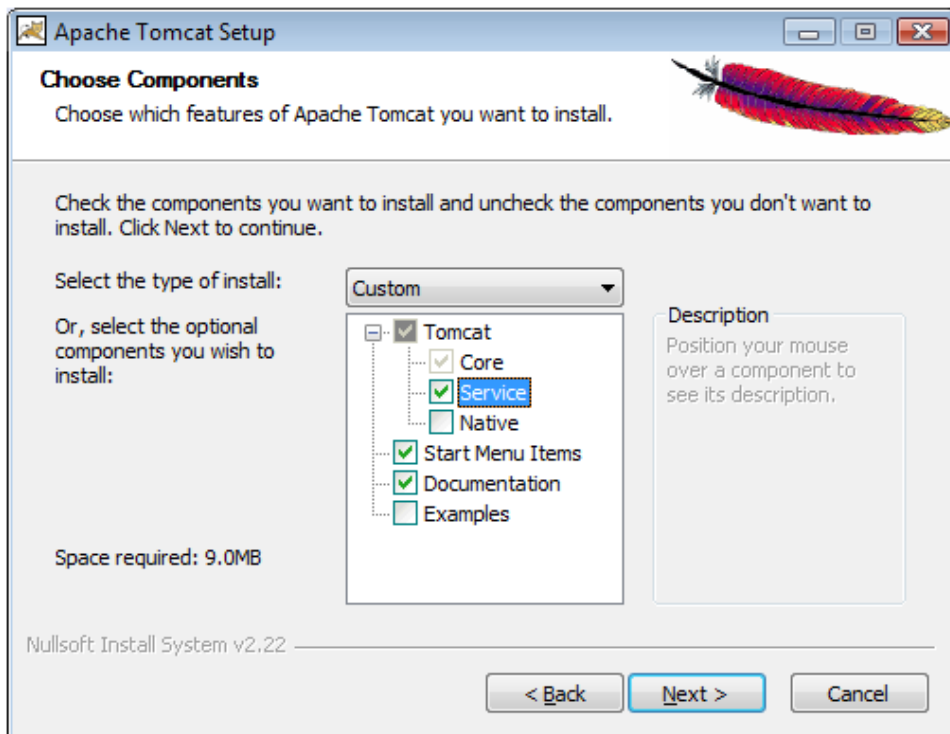 Apache Tomcat Setup
Choose Components
Choose which features of Apache Tomcat you want to install.
Check the components you want to install and uncheck the components you don't want to
install. Click Next to continue.
Select the type of install:
Custom
Or, select the optional
components you wish to
install:
Tomcat
Core
Service
Native
Start Menu Items
Documentation
Examples
Description
Position your mouse
over a component to
see its description.
Space required: 9.0MB
Nullsoft Install System v2.22
< Back
Next >
Cancel